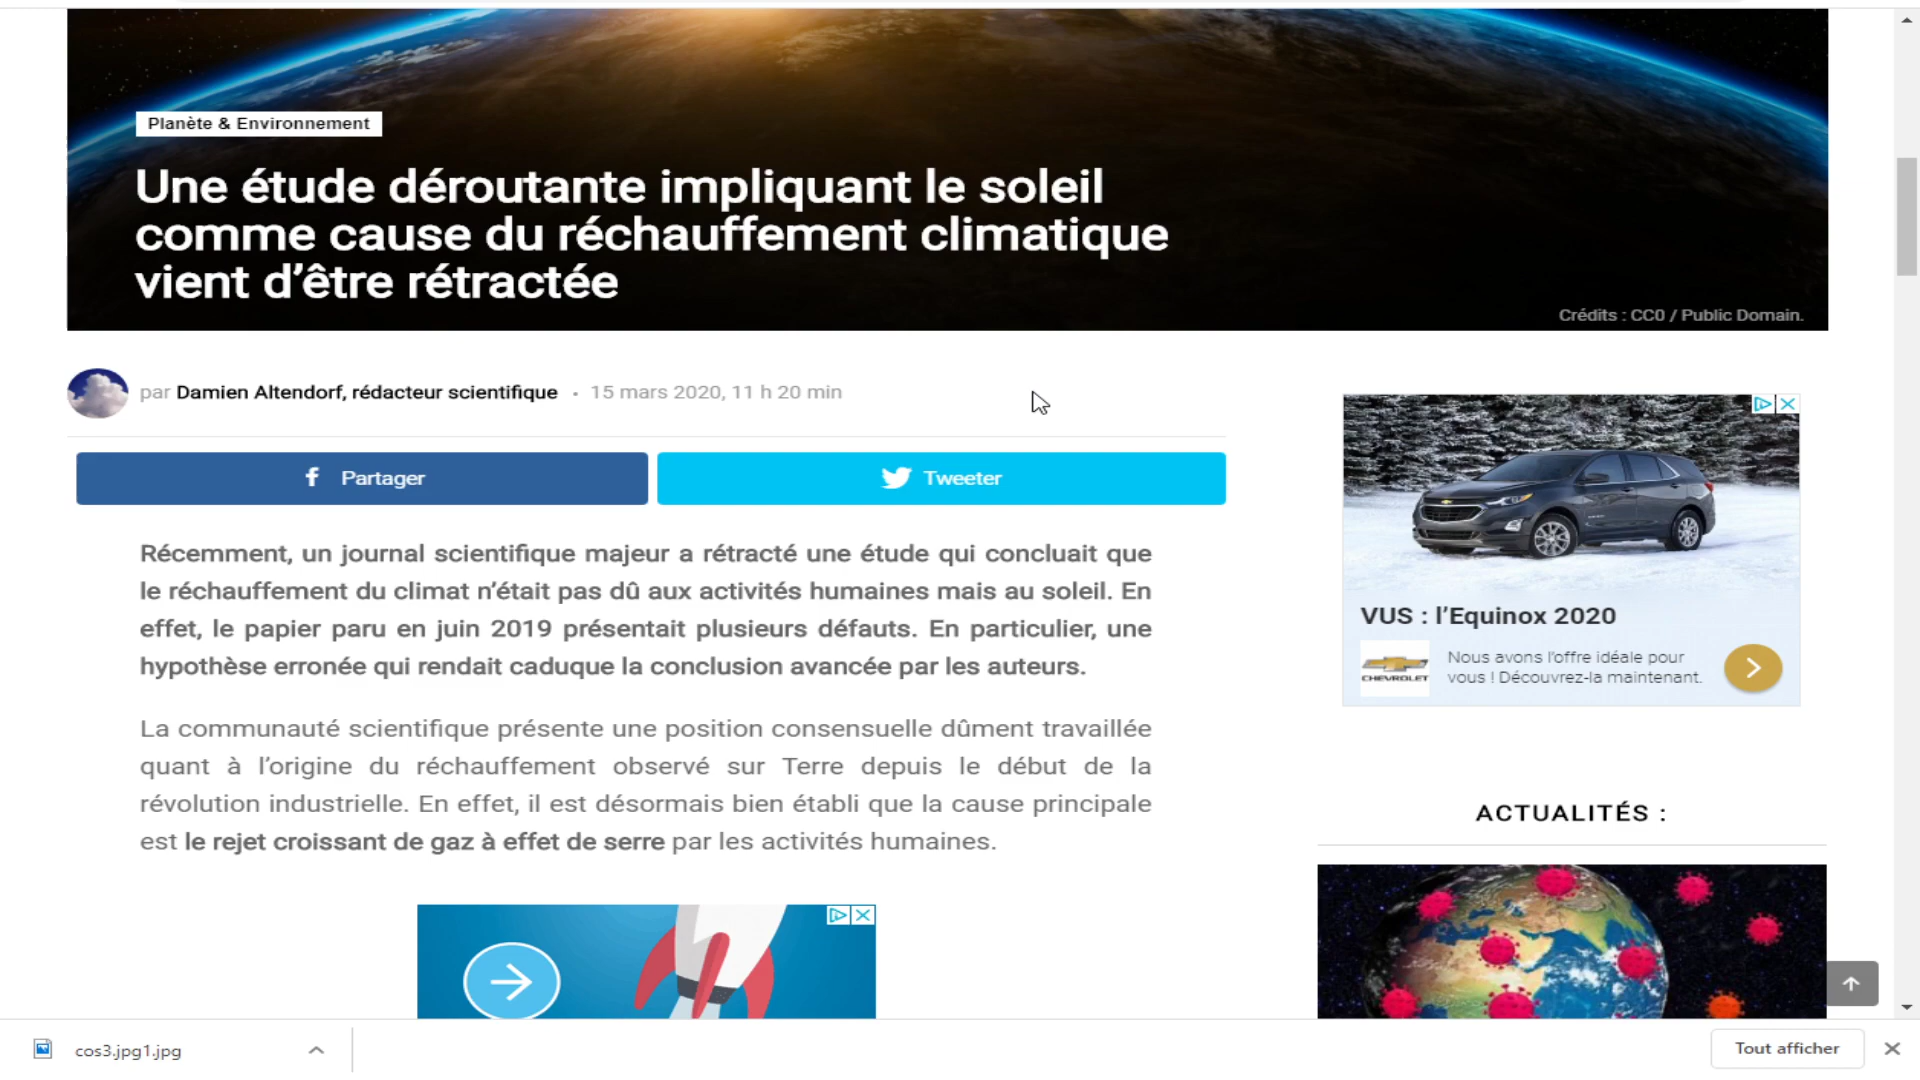 Planète & Environnement
Une étude déroutante impliquant le soleil
comme cause du réchauffement climatique
vient d’être rétractée
Crédits : CC0 / Public Domain.
par Damien Altendorf, rédacteur scientifique • 15 mars 2020, 11 h 20 min
Partager
Tweeter
Récemment, un journal scientifique majeur a rétracté une étude qui concluait que
le réchauffement du climat n’était pas dû aux activités humaines mais au soleil. En
effet, le papier paru en juin 2019 présentait plusieurs défauts. En particulier, une
hypothèse erronée qui rendait caduque la conclusion avancée par les auteurs.
La communauté scientifique présente une position consensuelle dûment travaillée
quant à l’origine du réchauffement observé sur Terre depuis le début de la
révolution industrielle. En effet, il est désormais bien établi que la cause principale
est le rejet croissant de gaz à effet de serre par les activités humaines.
VUS : l’Equinox 2020
CHEVROLET
Nous avons l’offre idéale pour
vous ! Découvrez-la maintenant.
ACTUALITÉS :
cos3.jpg1.jpg
Tout afficher